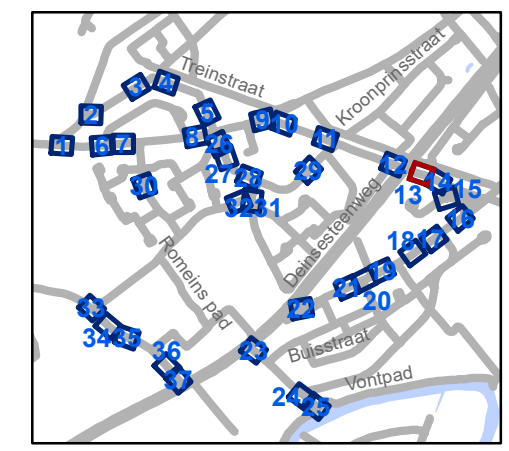 Treinstraat
Kroonprinsstraat
3 4
2
5
9 10
11
1 6 7 8 26
27 28 29
12
13 14 15
30
32 31
16
Deinsesteenweg
18 17
Romeins pad
21 19
20
33
22
34 35
36
23
Buisstraat
37
Vontpad
24 25